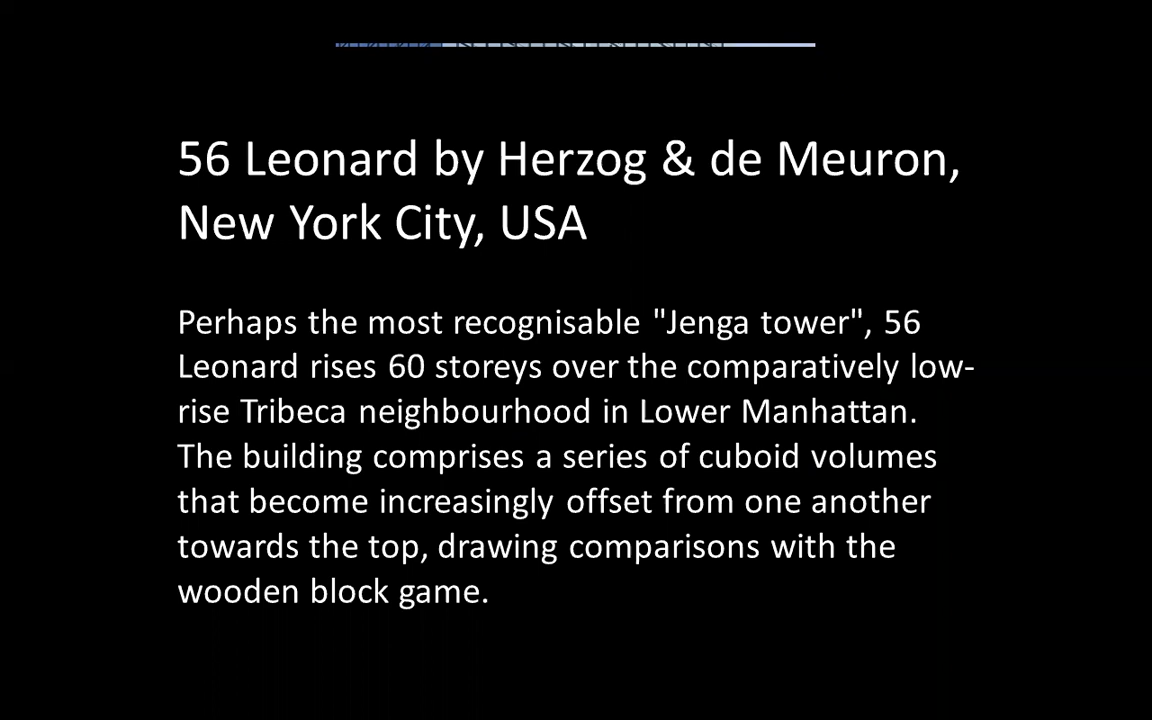 56 Leonard by Herzog & de Meuron,
New York City, USA
Perhaps the most recognisable "Jenga tower", 56
Leonard rises 60 storeys over the comparatively low-
rise Tribeca neighbourhood in Lower Manhattan.
The building comprises a series of cuboid volumes
that become increasingly offset from one another
towards the top, drawing comparisons with the
wooden block game.